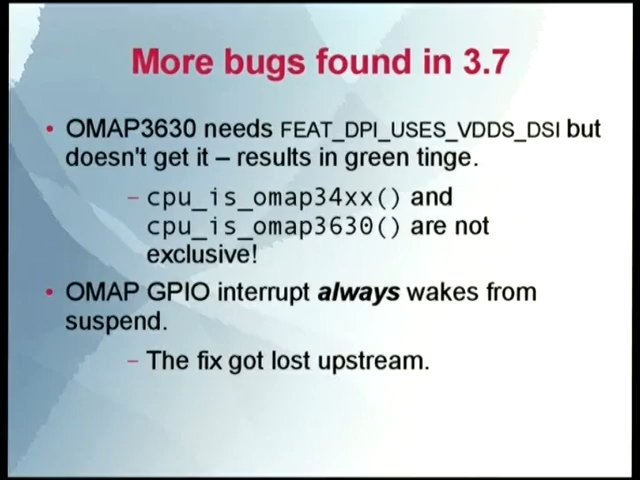 More bugs found in 3.7
• OMAP3630 needs FEAT_DPI_USES_VDDS_DSI but
doesn't get it – results in green tinge.
– cpu_is_omap34xx() and
cpu_is_omap3630() are not
exclusive!
• OMAP GPIO interrupt always wakes from
suspend.
– The fix got lost upstream.